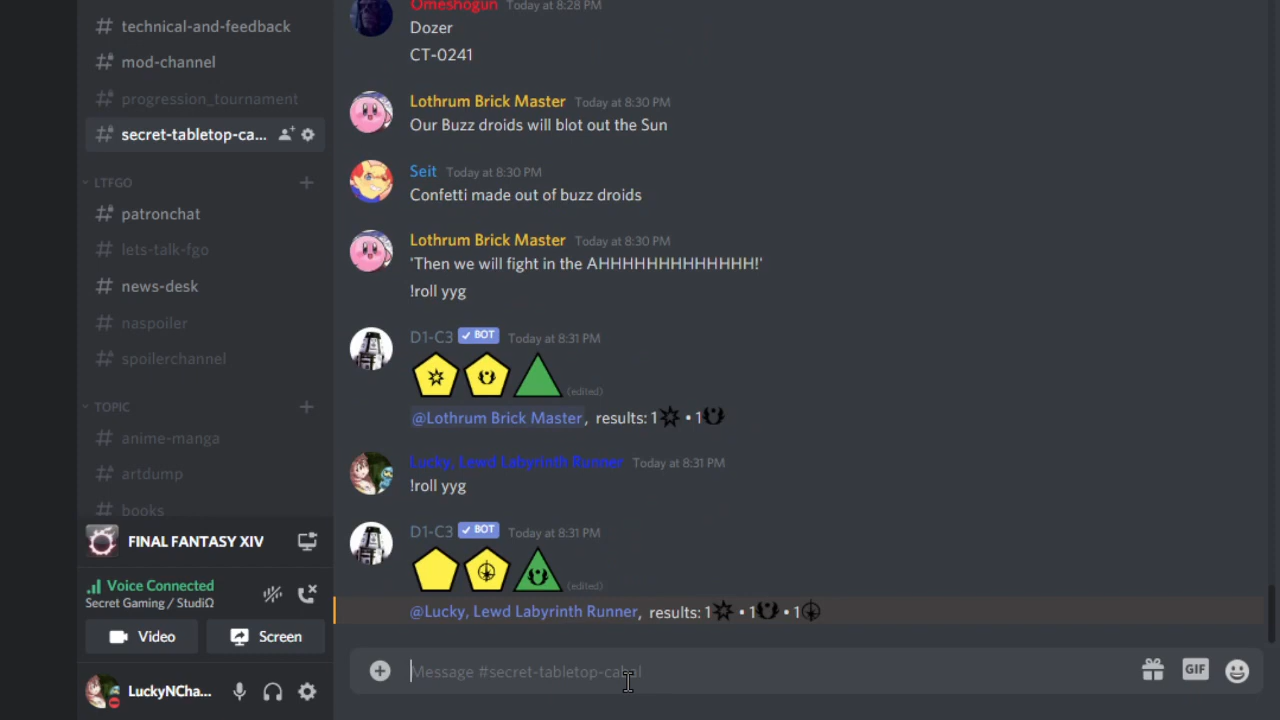 technical-and-feedback
mod-channel
progression_tournament
secret-tabletop-ca...
LTFGO
patronchat
lets-talk-fgo
news-desk
naspoiler
spoilerchannel
TOPIC
anime-manga
artdump
books
FINAL FANTASY XIV
Voice Connected
Secret Gaming / StudiΩ
Video
Screen
LuckyNCha...
Omeshogun Today at 8:28 PM
Dozer
CT-0241
Lothrum Brick Master Today at 8:30 PM
Our Buzz droids will blot out the Sun
Seit Today at 8:30 PM
Confetti made out of buzz droids
Lothrum Brick Master Today at 8:30 PM
'Then we will fight in the AHHHHHHHHHHHHH!'
!roll yyg
D1-C3 BOT Today at 8:31 PM
(edited)
@Lothrum Brick Master, results: 1 • 1
Lucky, Lewd Labyrinth Runner Today at 8:31 PM
!roll yyg
D1-C3 BOT Today at 8:31 PM
(edited)
@Lucky, Lewd Labyrinth Runner, results: 1 • 1 • 1
Message #secret-tabletop-cabal
GIF